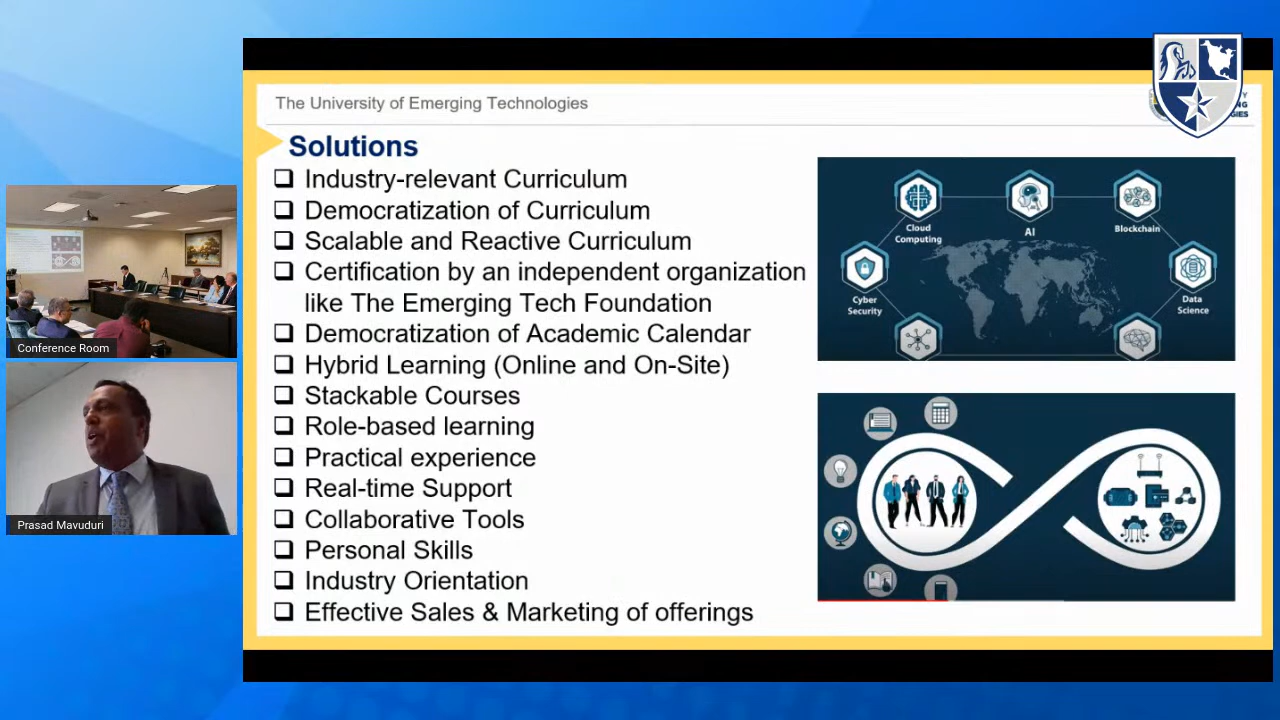 The University of Emerging Technologies
Solutions
Industry-relevant Curriculum
Democratization of Curriculum
Scalable and Reactive Curriculum
Certification by an independent organization
like The Emerging Tech Foundation
Democratization of Academic Calendar
Hybrid Learning (Online and On-Site)
Stackable Courses
Role-based learning
Practical experience
Real-time Support
Collaborative Tools
Personal Skills
Industry Orientation
Effective Sales & Marketing of offerings
Cloud
Computing
AI
Blockchain
Cyber
Security
Data
Science
Conference Room
Prasad Mavuduri